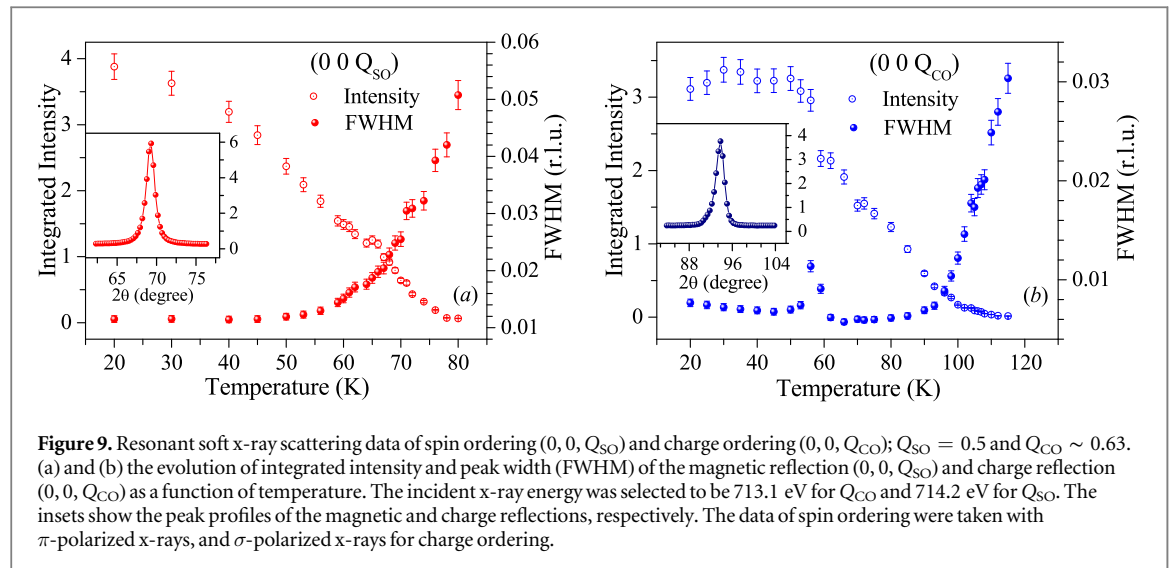 (0 0 Q_SO)
Intensity
FWHM
Integrated Intensity
4
3
2
1
0
0.06
0.05
0.04
0.03
0.02
0.01
FWHM (r.l.u.)
6
4
2
0
65 70 75
2θ (degree)
(a)
20 30 40 50 60 70 80
Temperature (K)
(0 0 Q_CO)
Intensity
FWHM
Integrated Intensity
3
2
1
0
0.03
0.02
0.01
FWHM (r.l.u.)
4
3
2
1
0
88 96 104
2θ (degree)
(b)
20 40 60 80 100 120
Temperature (K)
Figure 9. Resonant soft x-ray scattering data of spin ordering (0, 0, Q_SO) and charge ordering (0, 0, Q_CO); Q_SO = 0.5 and Q_CO ∼ 0.63.
(a) and (b) the evolution of integrated intensity and peak width (FWHM) of the magnetic reflection (0, 0, Q_SO) and charge reflection
(0, 0, Q_CO) as a function of temperature. The incident x-ray energy was selected to be 713.1 eV for Q_CO and 714.2 eV for Q_SO. The
insets show the peak profiles of the magnetic and charge reflections, respectively. The data of spin ordering were taken with
π-polarized x-rays, and σ-polarized x-rays for charge ordering.